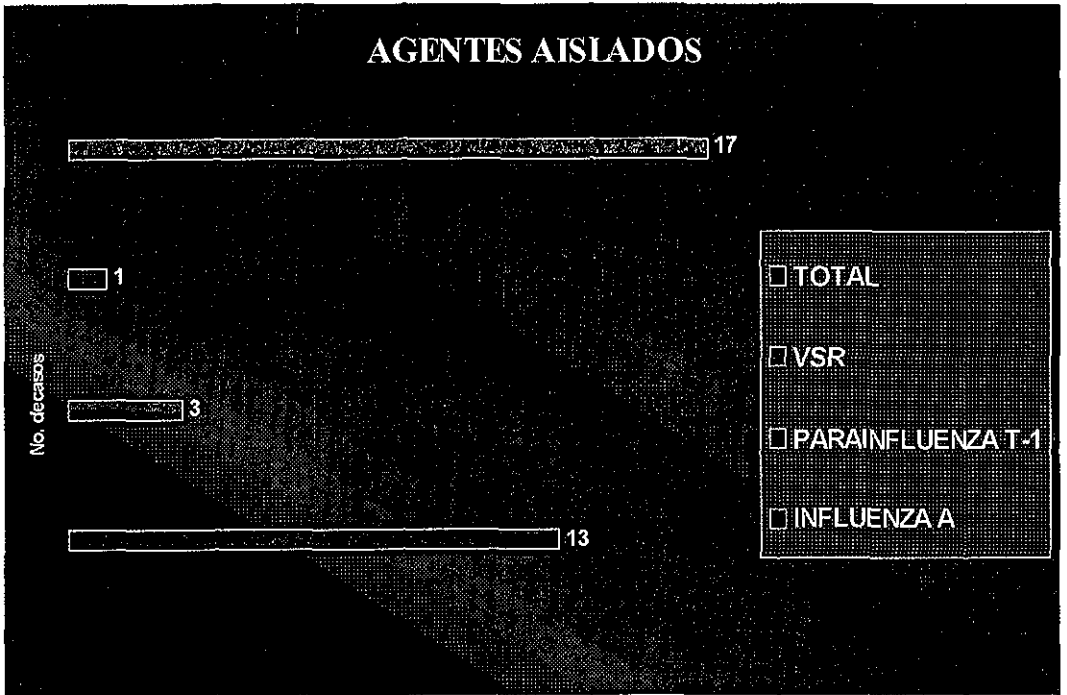 AGENTES AISLADOS
17
1
3
13
No. decasos
TOTAL
VSR
PARAINFLUENZA T-1
INFLUENZA A